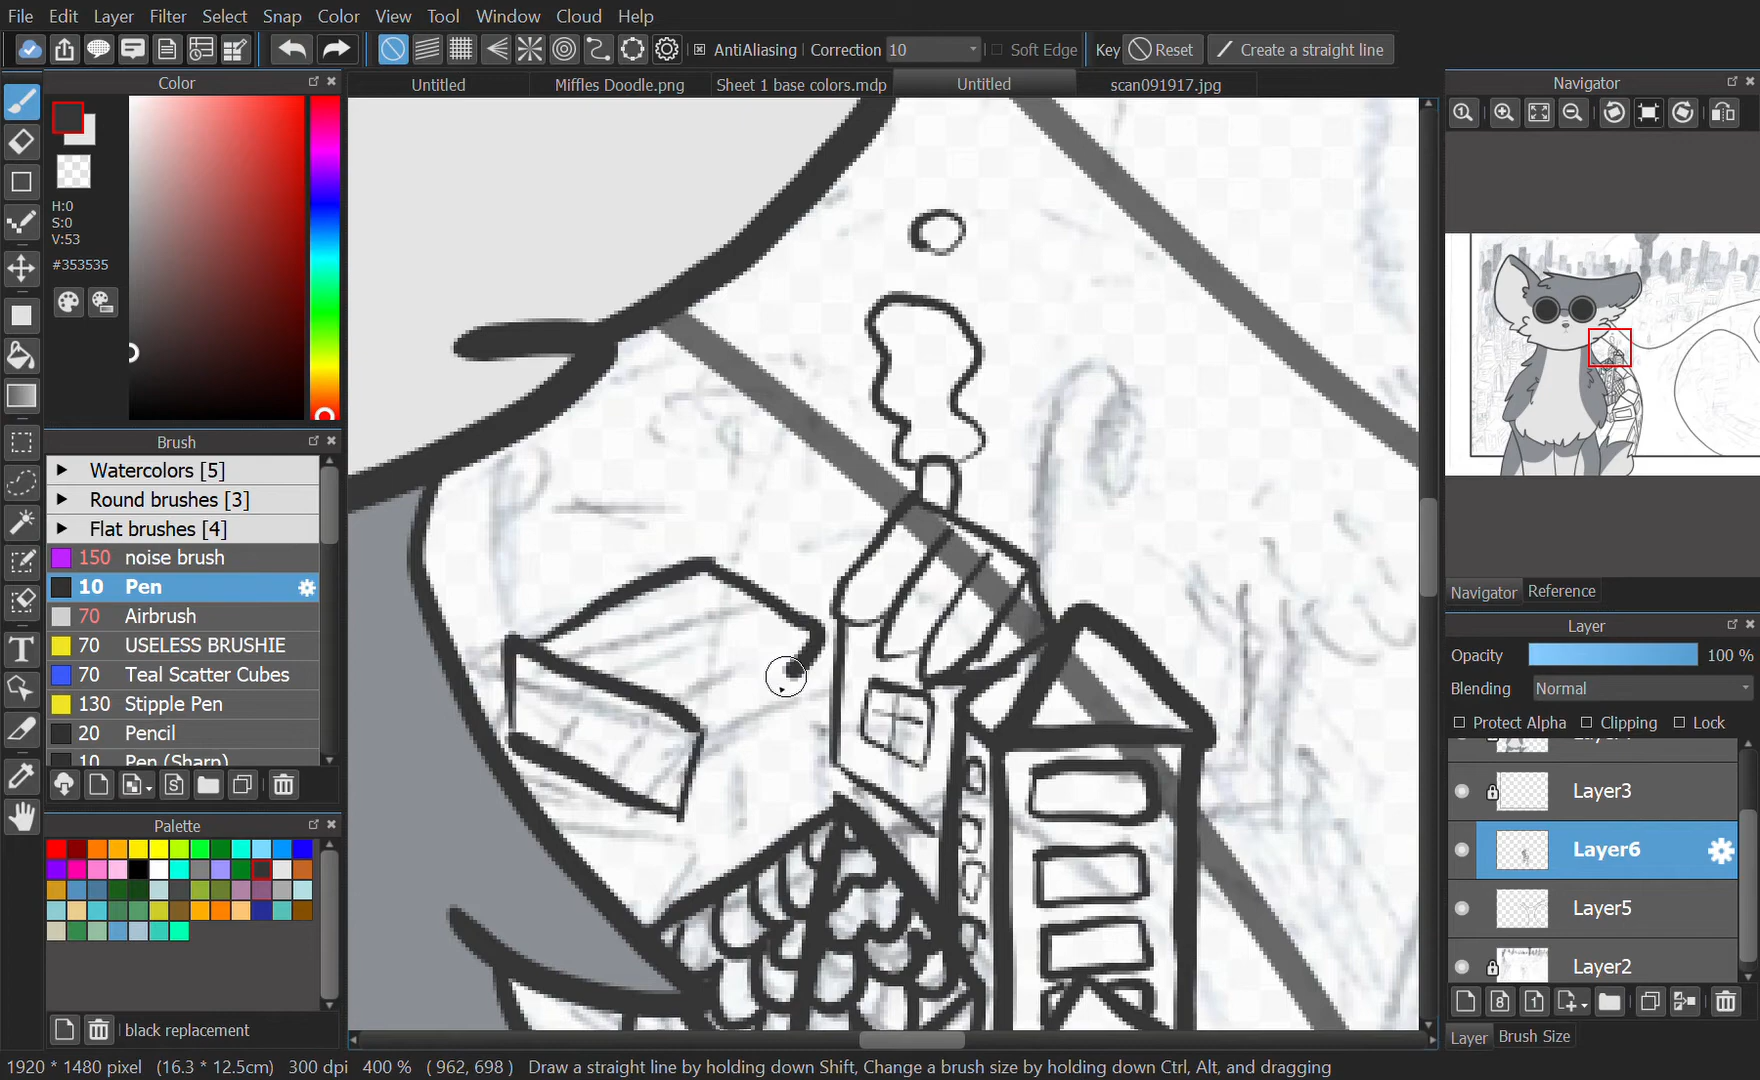 File Edit Layer Filter Select Snap Color View Tool Window Cloud Help
AntiAliasing Correction 10 Soft Edge Key Reset Create a straight line
Color
Untitled Miffles Doodle.png Sheet 1 base colors.mdp Untitled scan091917.jpg
Navigator
H:0
S:0
V:53
#353535
Brush
Watercolors [5]
Round brushes [3]
Flat brushes [4]
150 noise brush
10 Pen
70 Airbrush
70 USELESS BRUSHIE
70 Teal Scatter Cubes
130 Stipple Pen
20 Pencil
10 Pen (Sharp)
Palette
black replacement
Navigator Reference
Layer
Opacity 100 %
Blending Normal
Protect Alpha Clipping Lock
Layer3
Layer6
Layer5
Layer2
Layer Brush Size
1920 * 1480 pixel (16.3 * 12.5cm) 300 dpi 400 % ( 962, 698 ) Draw a straight line by holding down Shift, Change a brush size by holding down Ctrl, Alt, and dragging